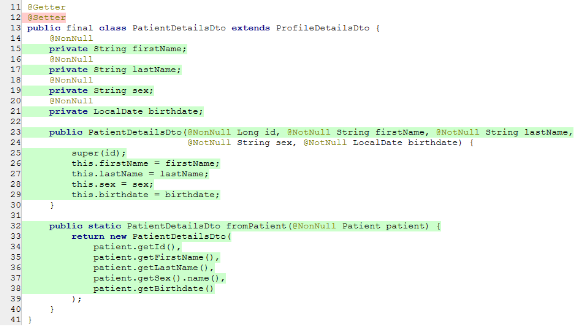 11 @Getter
12 @Setter
13 public final class PatientDetailsDto extends ProfileDetailsDto {
14 @NonNull
15 private String firstName;
16 @NonNull
17 private String lastName;
18 @NonNull
19 private String sex;
20 @NonNull
21 private LocalDate birthdate;
22
23 public PatientDetailsDto(@NonNull Long id, @NotNull String firstName, @NotNull String lastName,
24 @NotNull String sex, @NonNull LocalDate birthdate) {
25 super(id);
26 this.firstName = firstName;
27 this.lastName = lastName;
28 this.sex = sex;
29 this.birthdate = birthdate;
30 }
31
32 public static PatientDetailsDto fromPatient(@NonNull Patient patient) {
33 return new PatientDetailsDto(
34 patient.getId(),
35 patient.getFirstName(),
36 patient.getLastName(),
37 patient.getSex().name(),
38 patient.getBirthdate()
39 );
40 }
41 }